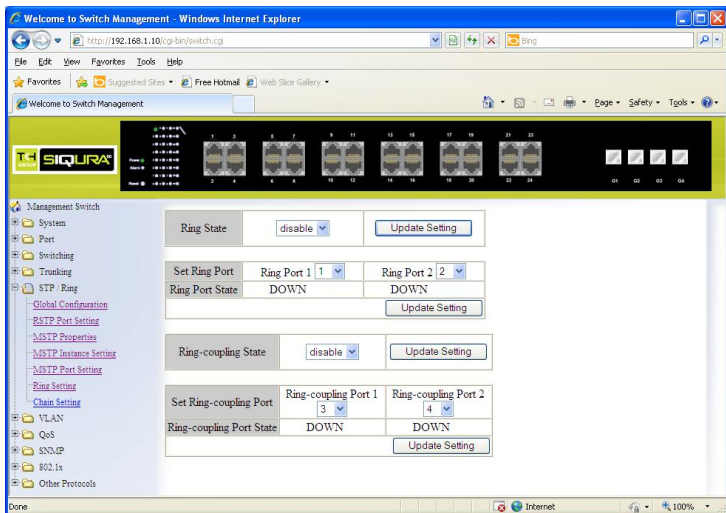 Welcome to Switch Management - Windows Internet Explorer
http://192.168.1.10/cgi-bin/switch.cgi
Bing
File Edit View Favorites Tools Help
Favorites Suggested Sites Free Hotmail Web Slice Gallery
Welcome to Switch Management
Page Safety Tools
TKH GROUP SIQURA®
1 3 5 7 9 11 13 15 17 19 21 23
Power
Alarm
Reset
2 4 6 8 10 12 14 16 18 20 22 24
G1 G2 G3 G4
Management Switch
System
Port
Switching
Trunking
STP / Ring
Global Configuration
RSTP Port Setting
MSTP Properties
MSTP Instance Setting
MSTP Port Setting
Ring Setting
Chain Setting
VLAN
QoS
SNMP
802.1x
Other Protocols
Ring State disable Update Setting
Set Ring Port Ring Port 1 1 Ring Port 2 2
Ring Port State DOWN DOWN
Update Setting
Ring-coupling State disable Update Setting
Set Ring-coupling Port Ring-coupling Port 1 3 Ring-coupling Port 2 4
Ring-coupling Port State DOWN DOWN
Update Setting
Done Internet 100%